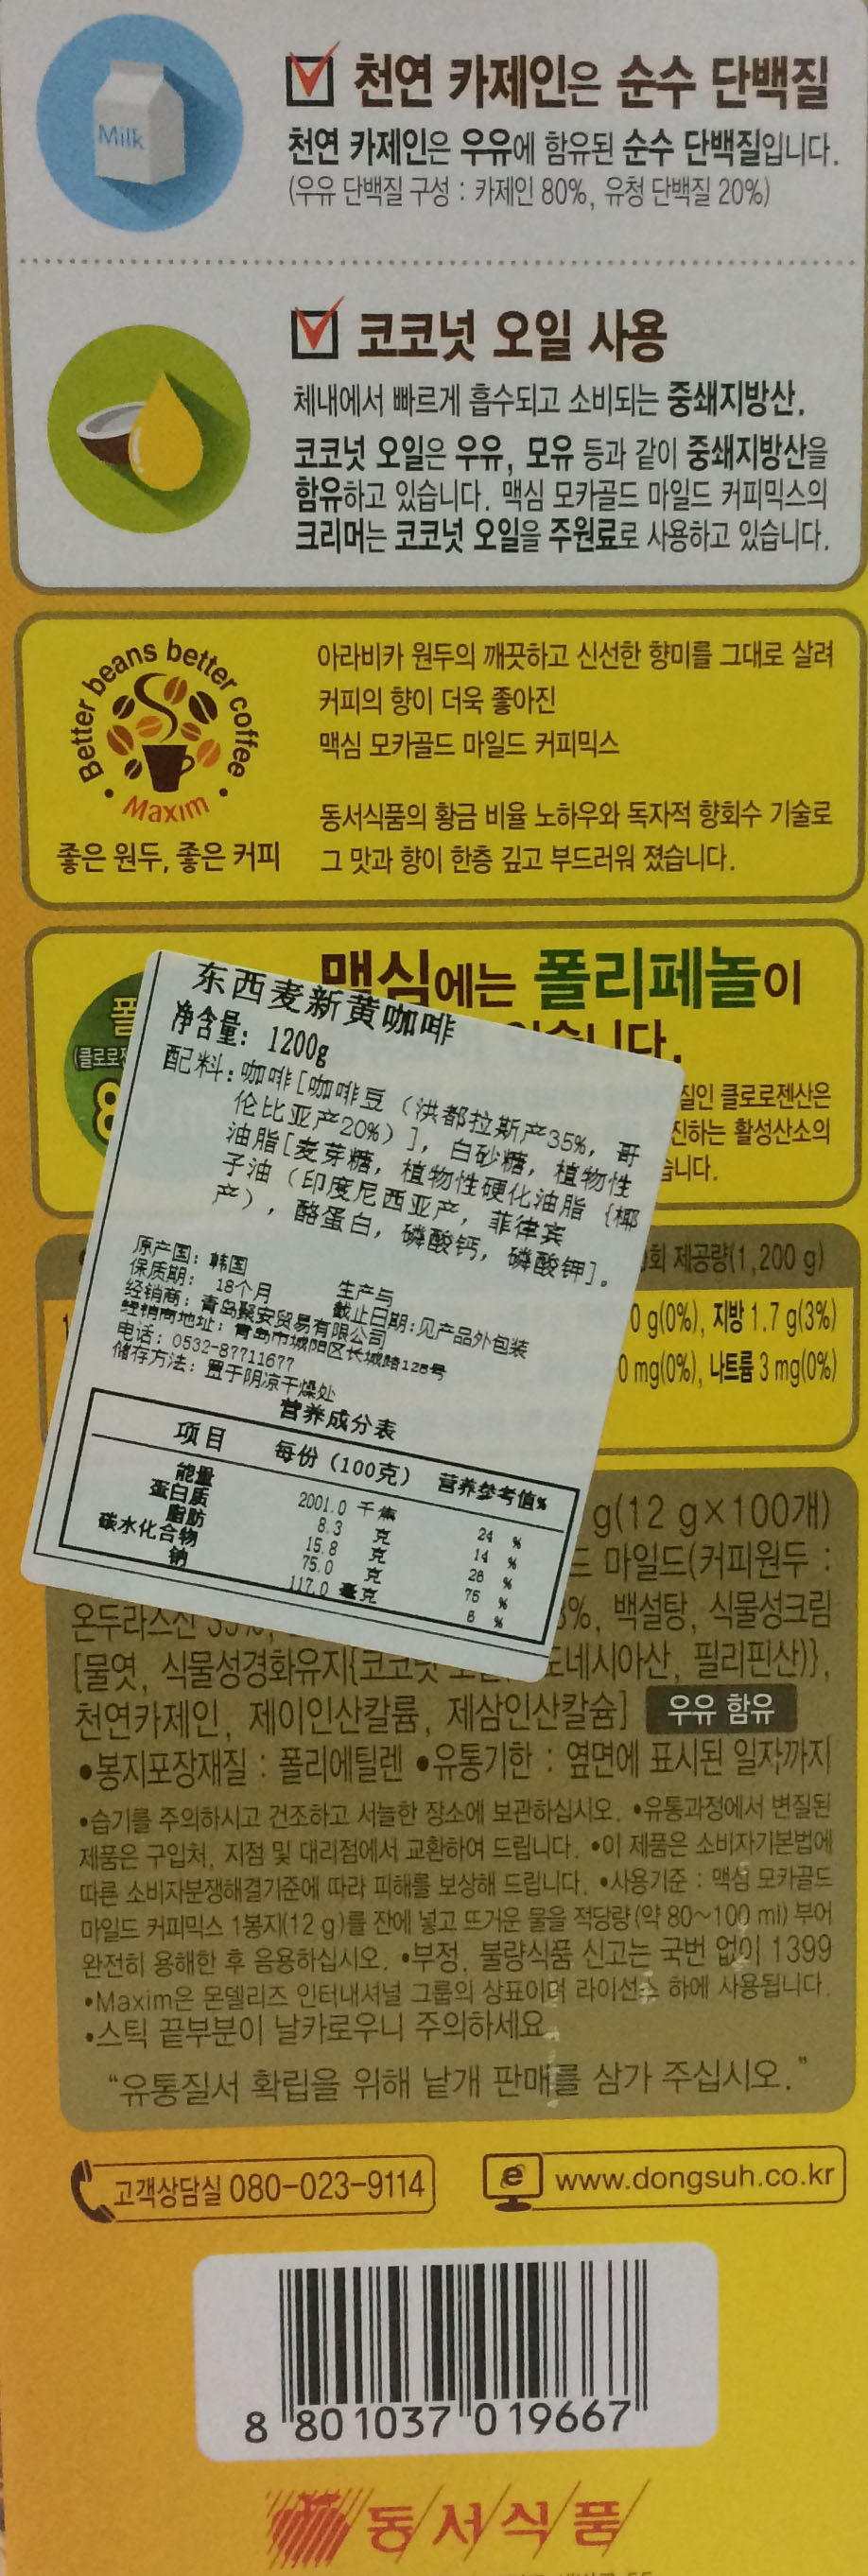 Milk
천연 카제인은 순수 단백질
천연 카제인은 우유에 함유된 순수 단백질입니다.
(우유 단백질 구성 : 카제인 80%, 유청 단백질 20%)
코코넛 오일 사용
체내에서 빠르게 흡수되고 소비되는 중쇄지방산.
코코넛 오일은 우유, 모유 등과 같이 중쇄지방산을
함유하고 있습니다. 맥심 모카골드 마일드 커피믹스의
크리머는 코코넛 오일을 주원료로 사용하고 있습니다.
Better beans better coffee
Maxim
좋은 원두, 좋은 커피
아라비카 원두의 깨끗하고 신선한 향미를 그대로 살려
커피의 향이 더욱 좋아진
맥심 모카골드 마일드 커피믹스
동서식품의 황금 비율 노하우와 독자적 향회수 기술로
그 맛과 향이 한층 깊고 부드러워 졌습니다.
맥심에는 폴리페놀이
습니다.
질인 클로로젠산은
진하는 활성산소의
습니다.
东西麦新黄咖啡
净含量: 1200g
配料:咖啡[咖啡豆(洪都拉斯产35%, 哥
伦比亚产20%)], 白砂糖, 植物性
油脂[麦芽糖, 植物性硬化油脂{椰
子油(印度尼西亚产, 菲律宾
产), 酪蛋白, 磷酸钙, 磷酸钾]。
原产国: 韩国
保质期: 18个月
生产与
截止日期:见产品外包装
经销商: 青岛聚安贸易有限公司
经销商地址: 青岛市城阳区长城路128号
电话: 0532-87711677
储存方法: 置于阴凉干燥处
营养成分表
项目 每份(100克) 营养参考值%
能量 2001.0 千焦 24 %
蛋白质 8.3 克 14 %
脂肪 15.8 克 26 %
碳水化合物 75.0 克 75 %
钠 117.0 毫克 6 %
회 제공량(1,200 g)
0 g(0%), 지방 1.7 g(3%)
0 mg(0%), 나트륨 3 mg(0%)
g(12 g×100개)
드 마일드(커피원두 :
%, 백설탕, 식물성크림
[물엿, 식물성경화유지{코코넛 도네시아산, 필리핀산)},
천연카제인, 제이인산칼륨, 제삼인산칼슘] 우유 함유
•봉지포장재질 : 폴리에틸렌 •유통기한 : 옆면에 표시된 일자까지
•습기를 주의하시고 건조하고 서늘한 장소에 보관하십시오. •유통과정에서 변질된
제품은 구입처, 지점 및 대리점에서 교환하여 드립니다. •이 제품은 소비자기본법에
따른 소비자분쟁해결기준에 따라 피해를 보상해 드립니다. •사용기준 : 맥심 모카골드
마일드 커피믹스 1봉지(12 g)를 잔에 넣고 뜨거운 물을 적당량(약 80~100 ml) 부어
완전히 용해한 후 음용하십시오. •부정, 불량식품 신고는 국번 없이 1399
•Maxim은 몬델리즈 인터내셔널 그룹의 상표이며 라이선스 하에 사용됩니다.
•스틱 끝부분이 날카로우니 주의하세요.
“유통질서 확립을 위해 낱개 판매를 삼가 주십시오.”
고객상담실 080-023-9114
www.dongsuh.co.kr
8 801037 019667
동서식품